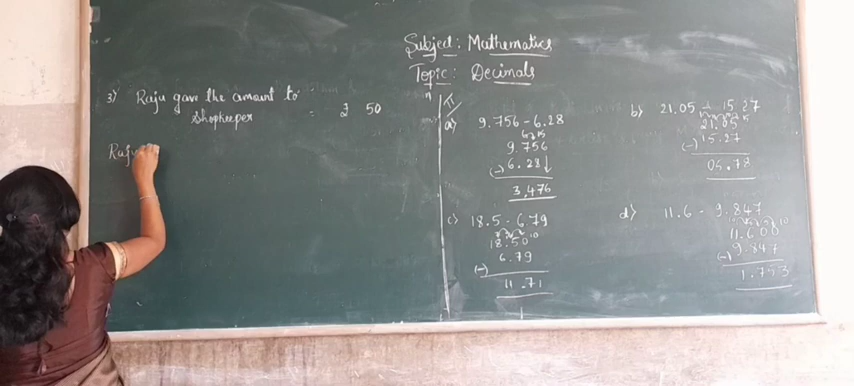 Subject: Mathematics
Topic: Decimals
3) Raju gave the amount to
shopkeeper = ₹ 50
Raju
a) 9.756 - 6.28
9.756
(-) 6.28↓
3.476
b) 21.05 - 15.27
21.05
(-) 15.27
05.78
c) 18.5 - 6.79
18.50
6.79
(-)
11.71
d) 11.6 - 9.847
11.600
(-) 9.847
1.753